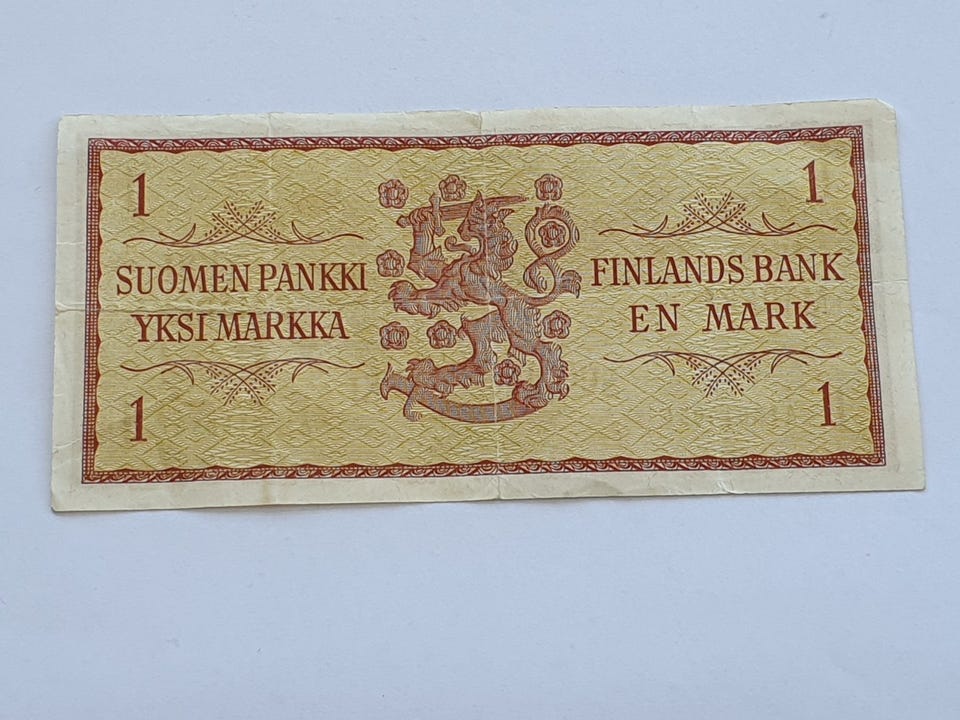 1
1
SUOMEN PANKKI
YKSI MARKKA
FINLANDS BANK
EN MARK
1
1